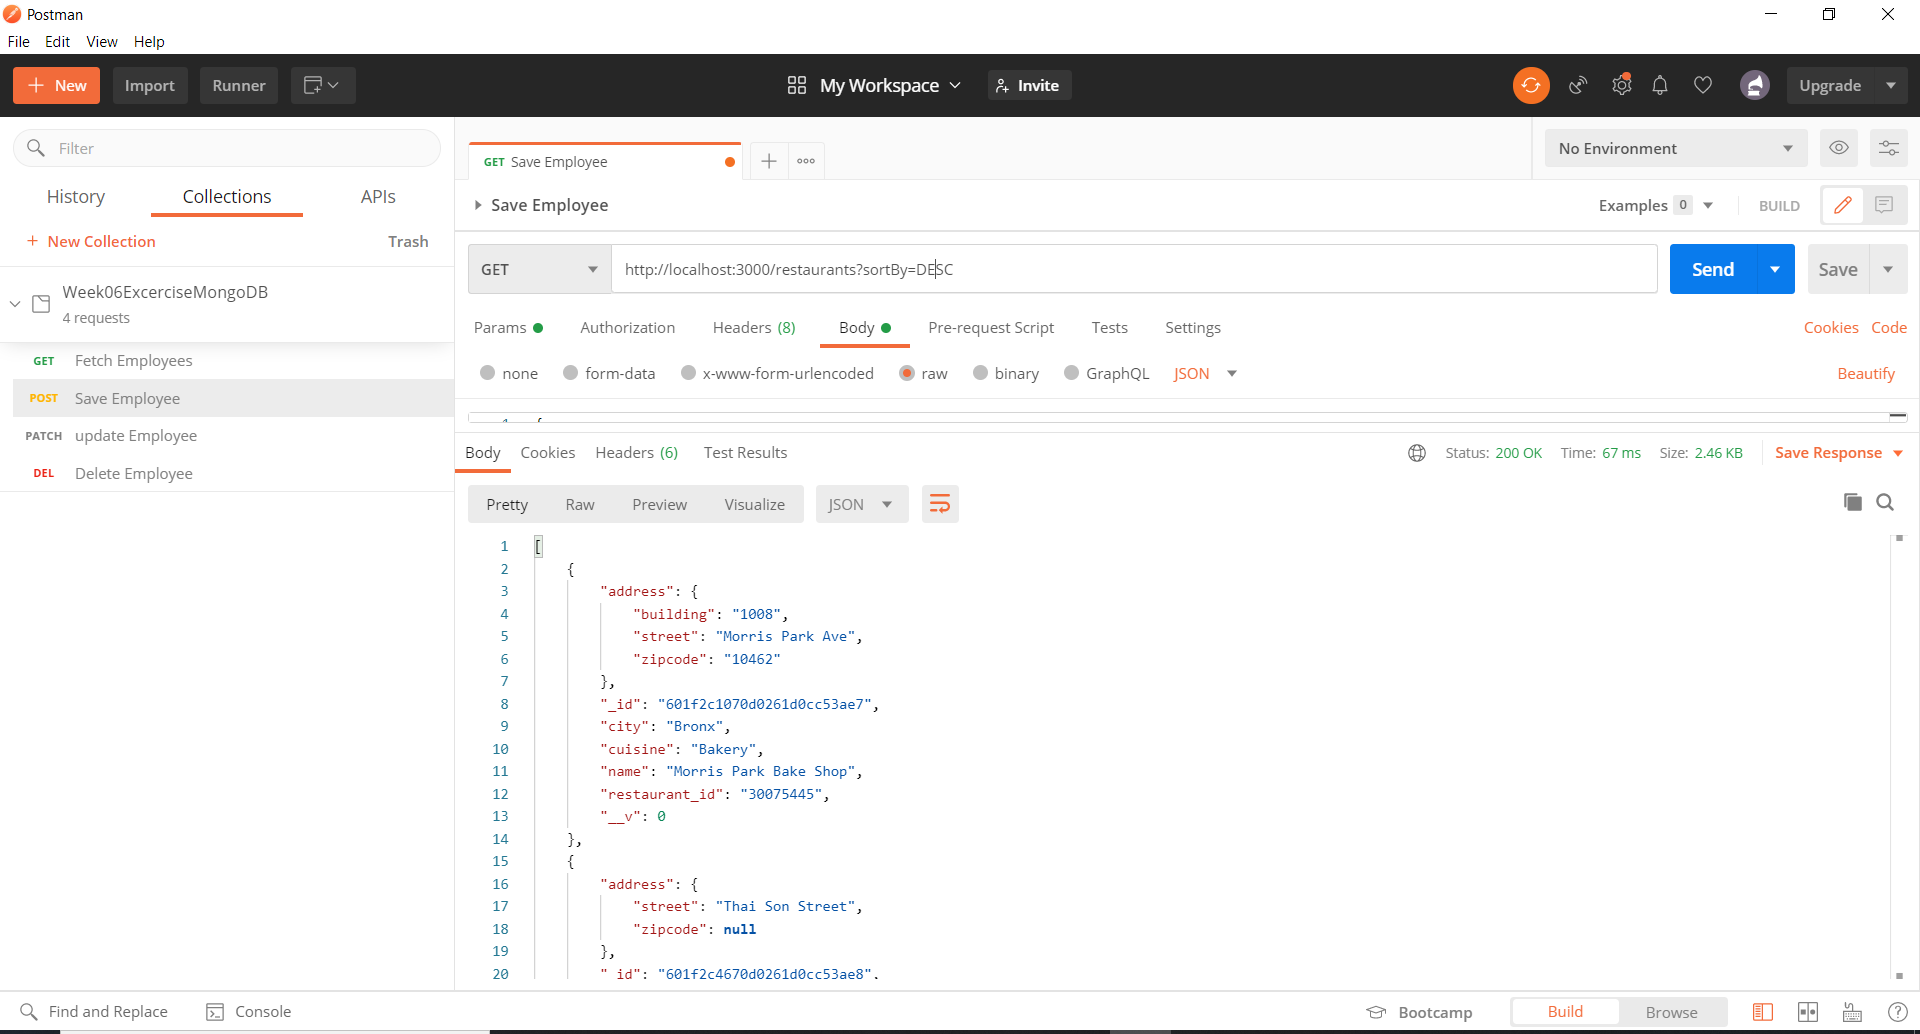 Postman
File Edit View Help
New Import Runner My Workspace Invite Upgrade
Filter
History Collections APIs
+ New Collection Trash
Week06ExcerciseMongoDB
4 requests
GET Fetch Employees
POST Save Employee
PATCH update Employee
DEL Delete Employee
GET Save Employee
No Environment
Save Employee Examples 0 BUILD
GET http://localhost:3000/restaurants?sortBy=DESC Send Save
Params Authorization Headers (8) Body Pre-request Script Tests Settings Cookies Code
none form-data x-www-form-urlencoded raw binary GraphQL JSON Beautify
1 {
Body Cookies Headers (6) Test Results Status: 200 OK Time: 67 ms Size: 2.46 KB Save Response
Pretty Raw Preview Visualize JSON
1 [
2 {
3 "address": {
4 "building": "1008",
5 "street": "Morris Park Ave",
6 "zipcode": "10462"
7 },
8 "_id": "601f2c1070d0261d0cc53ae7",
9 "city": "Bronx",
10 "cuisine": "Bakery",
11 "name": "Morris Park Bake Shop",
12 "restaurant_id": "30075445",
13 "__v": 0
14 },
15 {
16 "address": {
17 "street": "Thai Son Street",
18 "zipcode": null
19 },
20 "_id": "601f2c4670d0261d0cc53ae8",
Find and Replace Console Bootcamp Build Browse